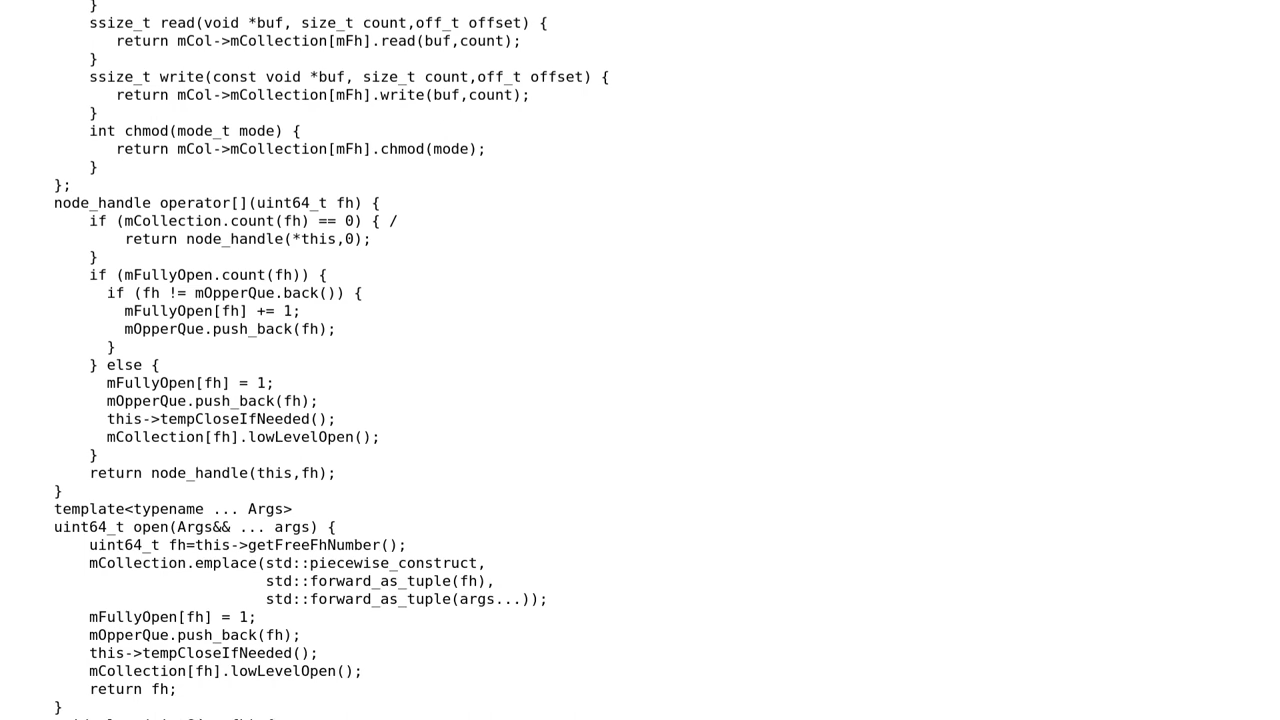 }
ssize_t read(void *buf, size_t count,off_t offset) {
return mCol->mCollection[mFh].read(buf,count);
}
ssize_t write(const void *buf, size_t count,off_t offset) {
return mCol->mCollection[mFh].write(buf,count);
}
int chmod(mode_t mode) {
return mCol->mCollection[mFh].chmod(mode);
}
};
node_handle operator[](uint64_t fh) {
if (mCollection.count(fh) == 0) { /
return node_handle(*this,0);
}
if (mFullyOpen.count(fh)) {
if (fh != mOpperQue.back()) {
mFullyOpen[fh] += 1;
mOpperQue.push_back(fh);
}
} else {
mFullyOpen[fh] = 1;
mOpperQue.push_back(fh);
this->tempCloseIfNeeded();
mCollection[fh].lowLevelOpen();
}
return node_handle(this,fh);
}
template<typename ... Args>
uint64_t open(Args&& ... args) {
uint64_t fh=this->getFreeFhNumber();
mCollection.emplace(std::piecewise_construct,
std::forward_as_tuple(fh),
std::forward_as_tuple(args...));
mFullyOpen[fh] = 1;
mOpperQue.push_back(fh);
this->tempCloseIfNeeded();
mCollection[fh].lowLevelOpen();
return fh;
}